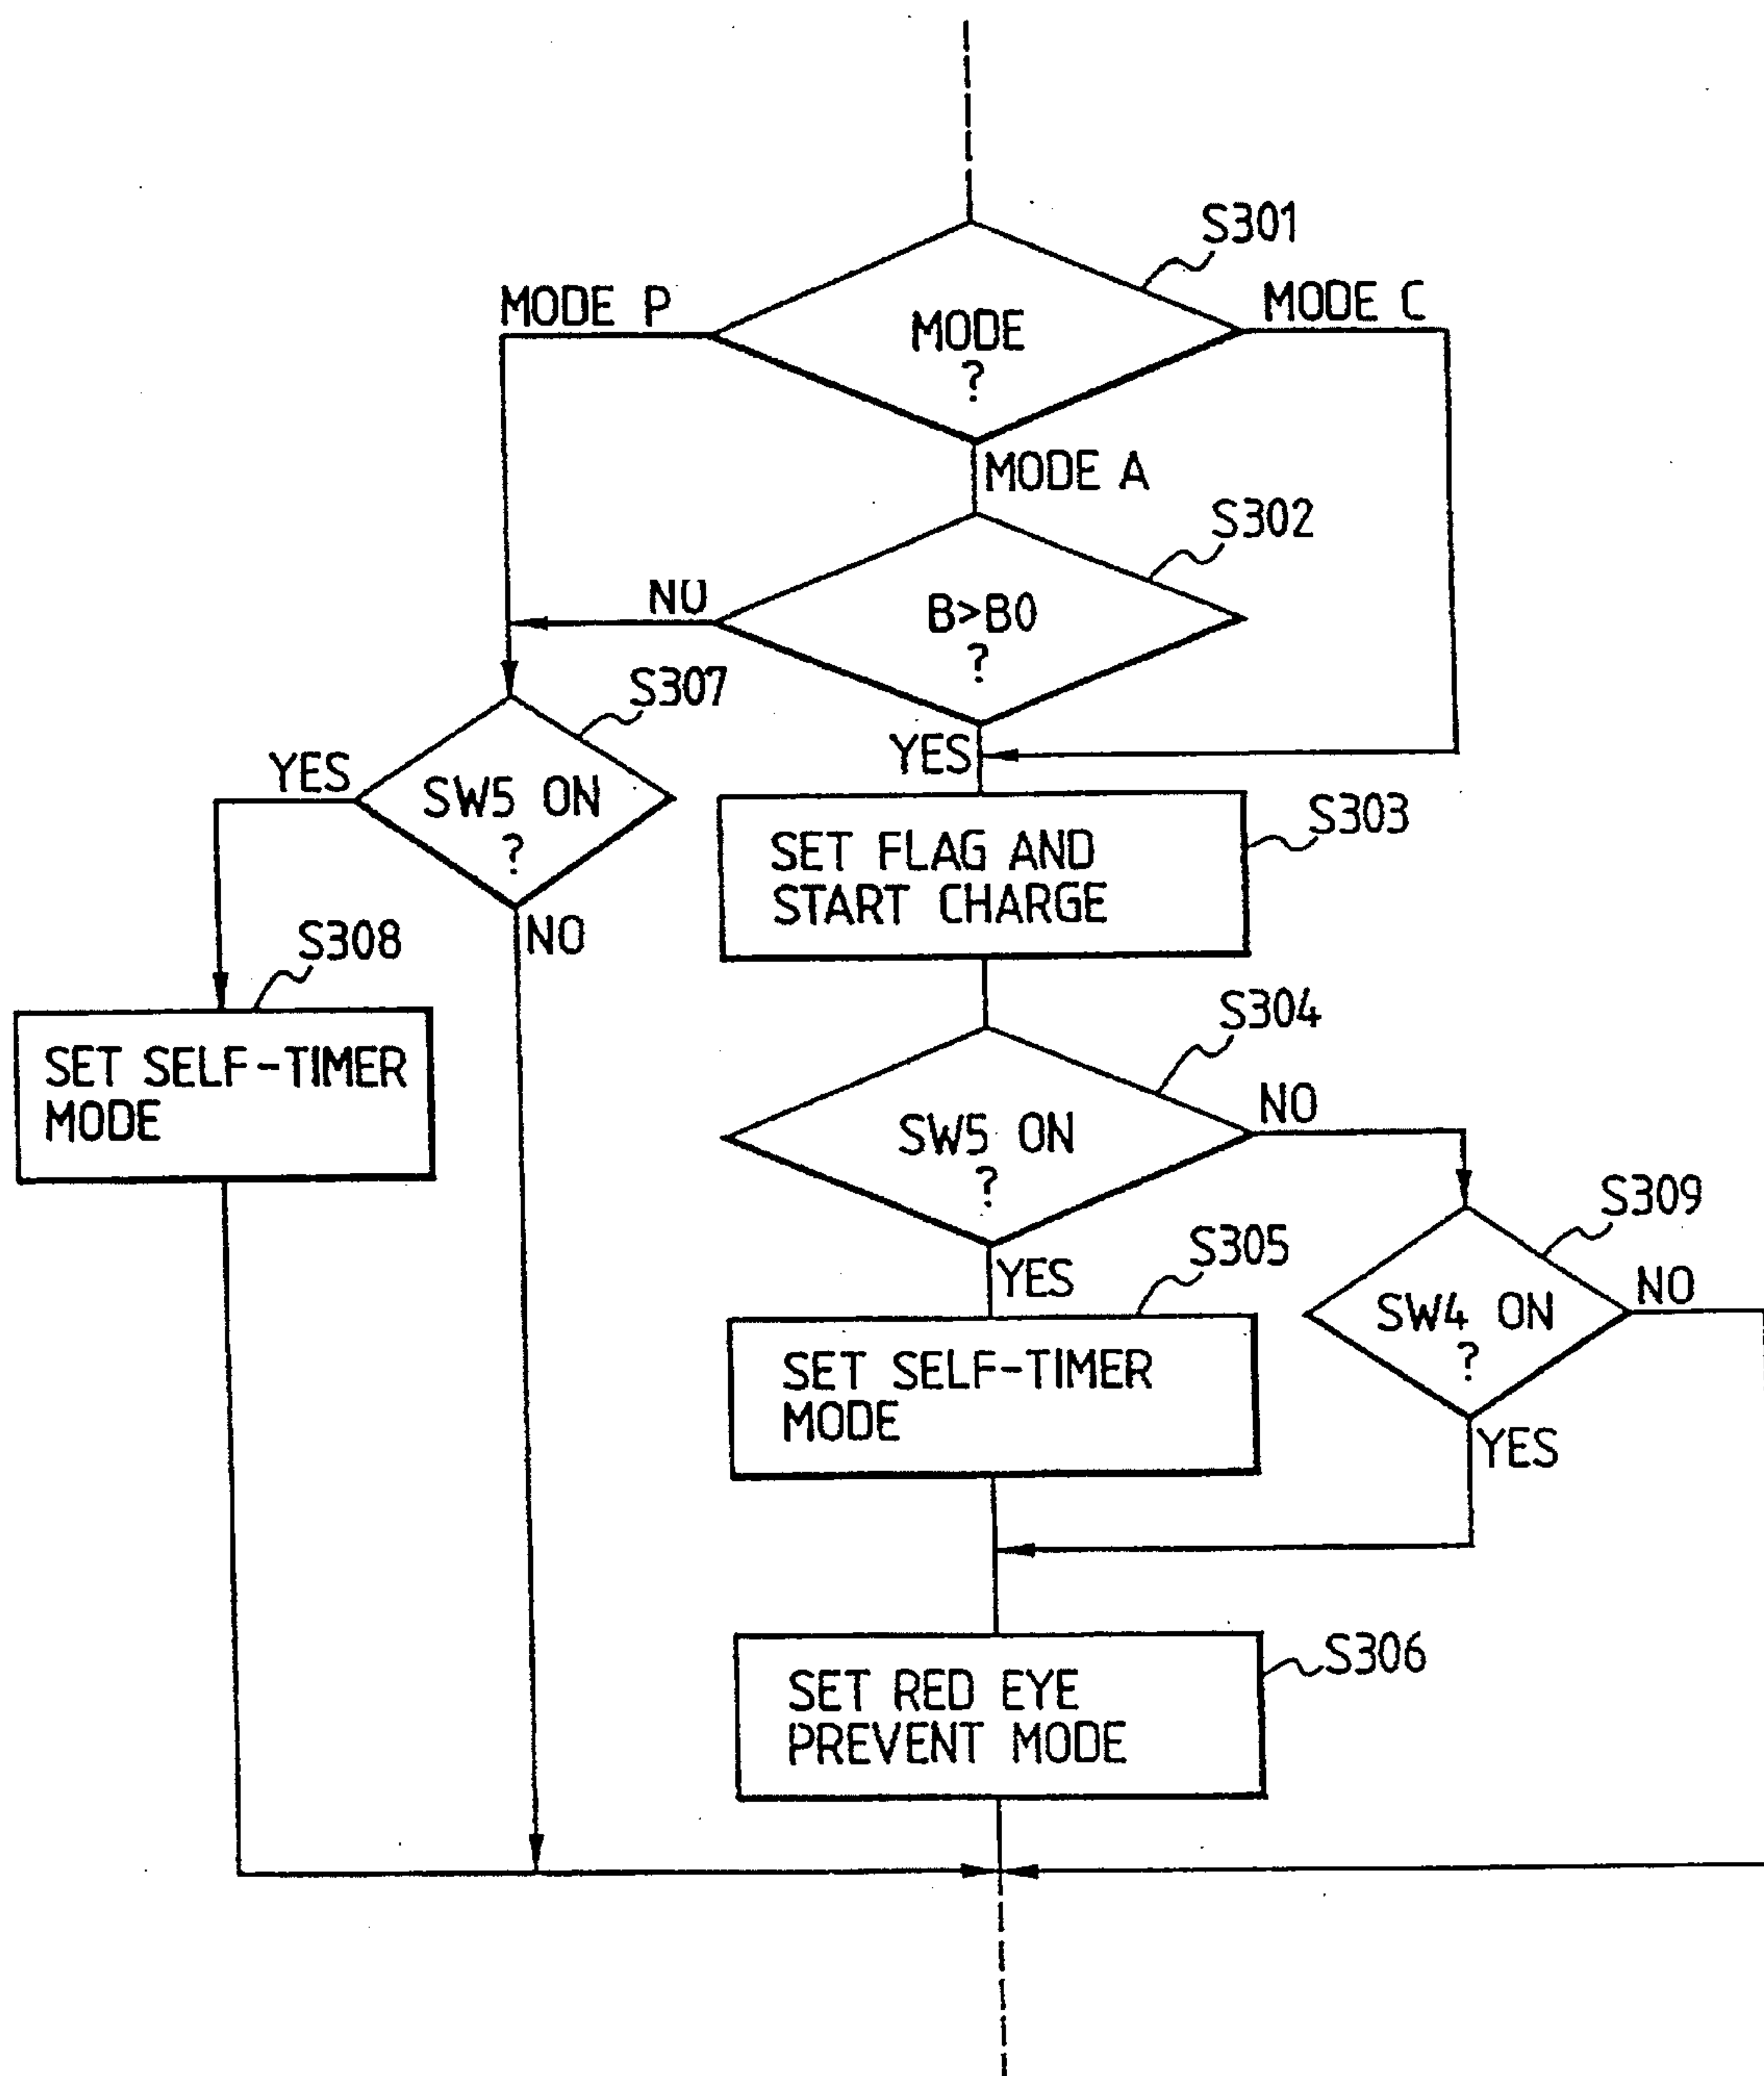 S301
MODE P
MODE C
MODE
?
MODE A
S302
NO
B>B0
?
S307
YES
YES
SW5 ON
?
S303
SET FLAG AND
START CHARGE
NO
S308
S304
SET SELF-TIMER
MODE
NO
SW5 ON
?
S309
S305
YES
NO
SW4 ON
?
SET SELF-TIMER
MODE
YES
S306
SET RED EYE
PREVENT MODE